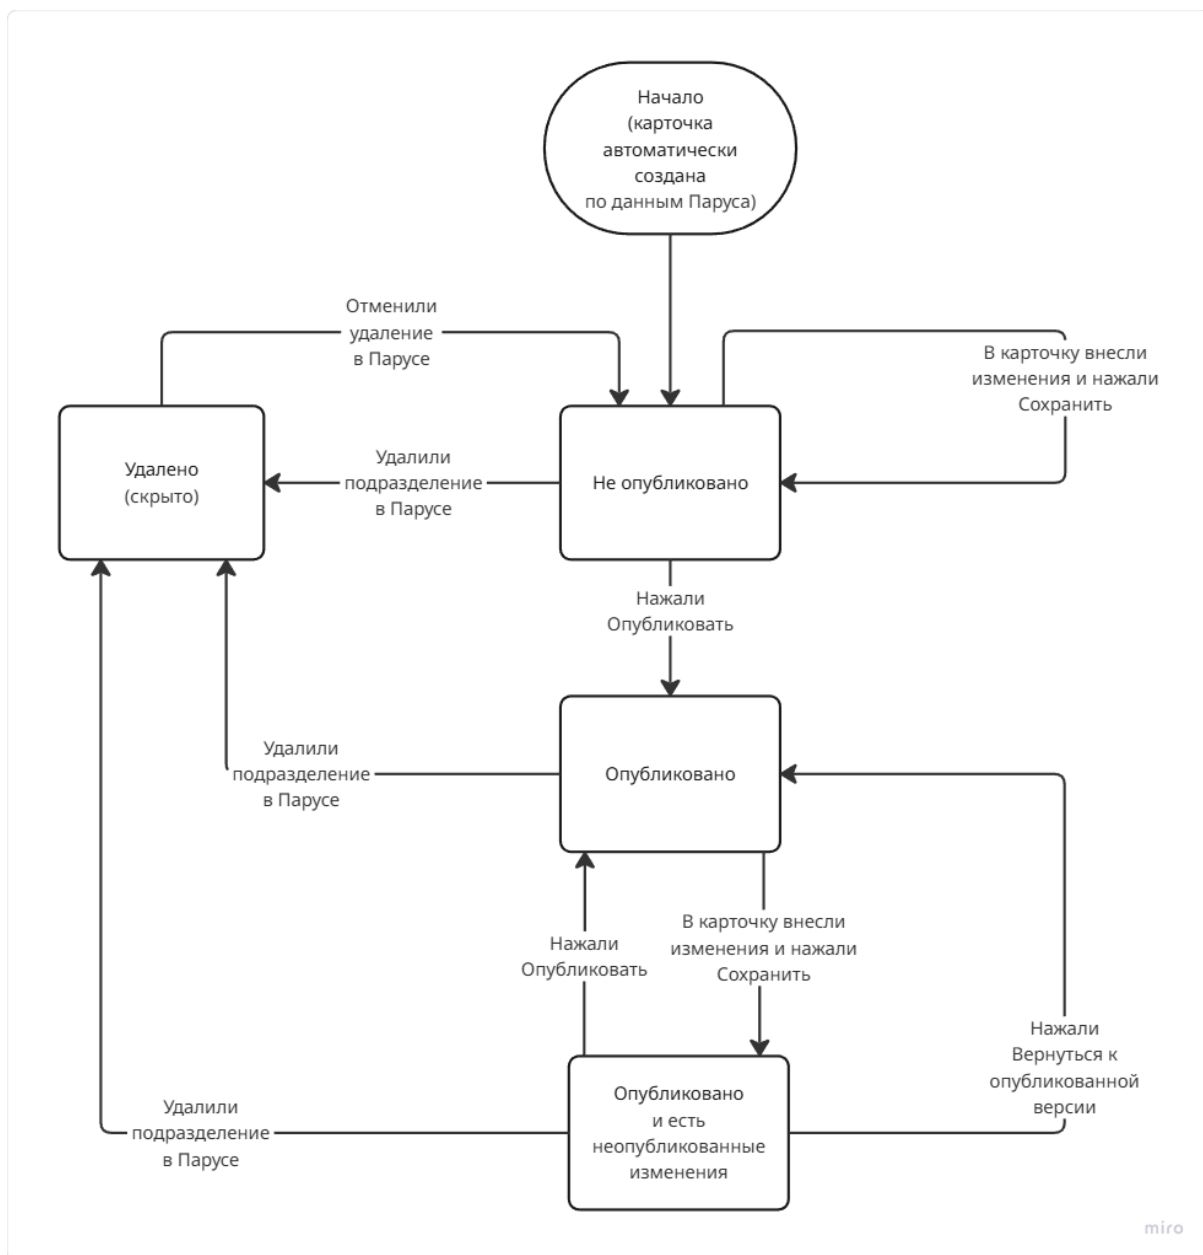 Начало
(карточка
автоматически
создана
по данным Паруса)
Отменили
удаление
в Парусе
В карточку внесли
изменения и нажали
Сохранить
Удалено
(скрыто)
Удалили
подразделение
в Парусе
Не опубликовано
Нажали
Опубликовать
Удалили
подразделение
в Парусе
Опубликовано
Нажали
Опубликовать
В карточку внесли
изменения и нажали
Сохранить
Нажали
Вернуться к
опубликованной
версии
Удалили
подразделение
в Парусе
Опубликовано
и есть
неопубликованные
изменения
miro